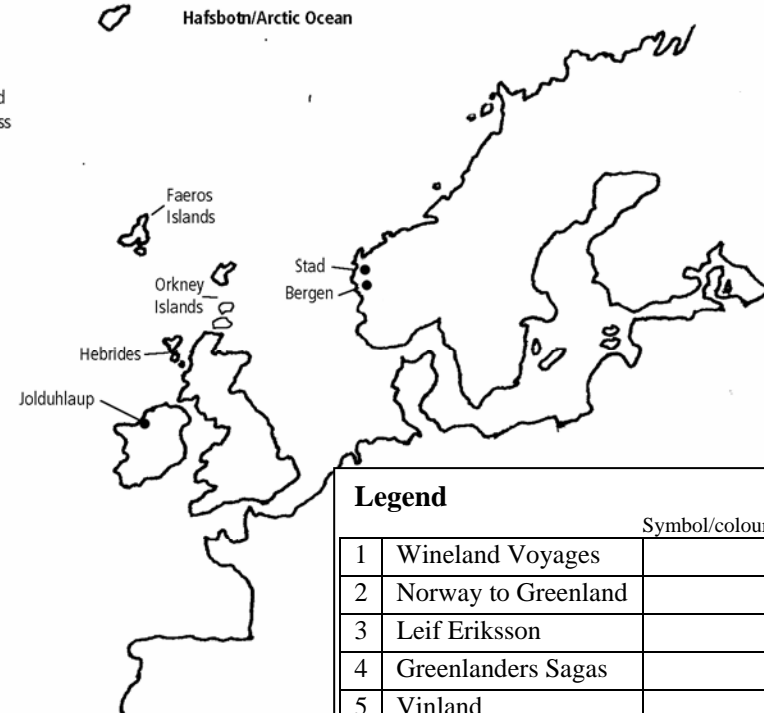 Hafsbotn/Arctic Ocean
d
ss
Faeros
Islands
Stad
Bergen
Orkney
Islands
Hebrides
Jolduhlaup
Legend
Symbol/colour
1 Wineland Voyages
2 Norway to Greenland
3 Leif Eriksson
4 Greenlanders Sagas
5 Vinland